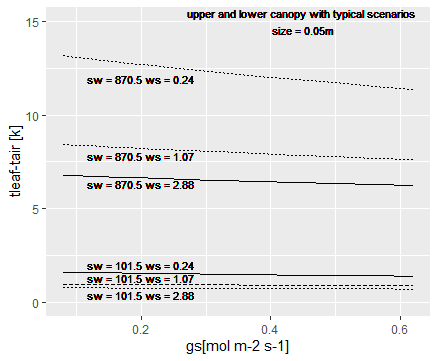 upper and lower canopy with typical scenarios
size = 0.05m
15
10
5
0
tleaf-tair [k]
sw = 870.5 ws = 0.24
sw = 870.5 ws = 1.07
sw = 870.5 ws = 2.88
sw = 101.5 ws = 0.24
sw = 101.5 ws = 1.07
sw = 101.5 ws = 2.88
0.2
0.4
0.6
gs[mol m-2 s-1]